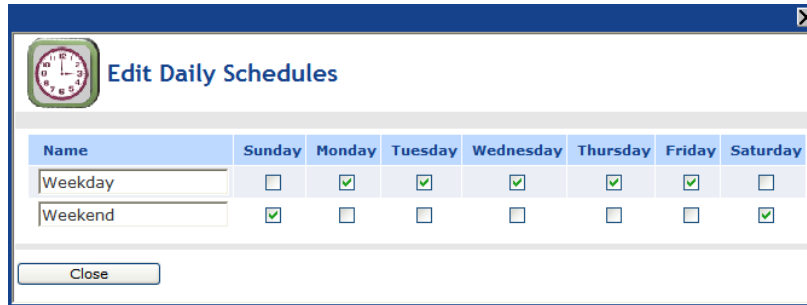 Edit Daily Schedules
Name Sunday Monday Tuesday Wednesday Thursday Friday Saturday
Weekday
Weekend
Close